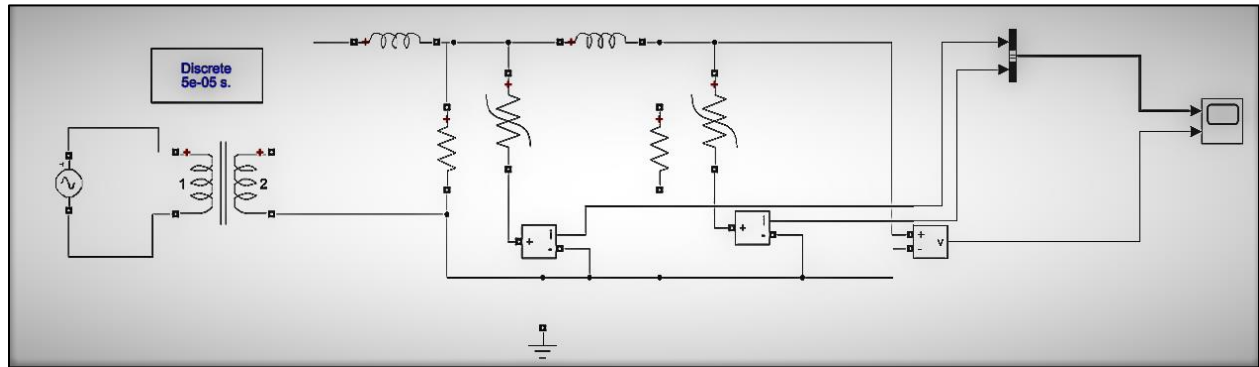 Discrete
5e-05 s.
1
2
+
i
-
+
i
-
+
-
v